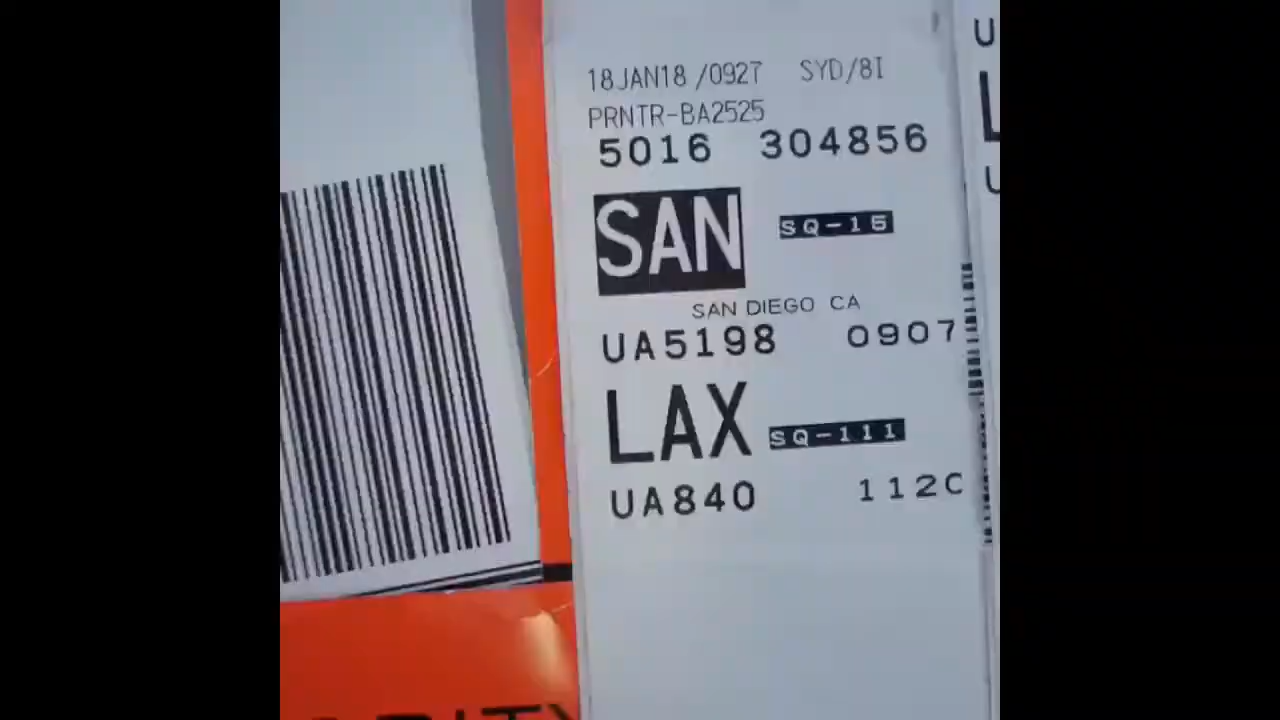 18JAN18 /0927 SYD/8I
PRNTR-BA2525
5016 304856
SAN SQ-16
SAN DIEGO CA
UA5198 0907
LAX SQ-111
UA840 112C